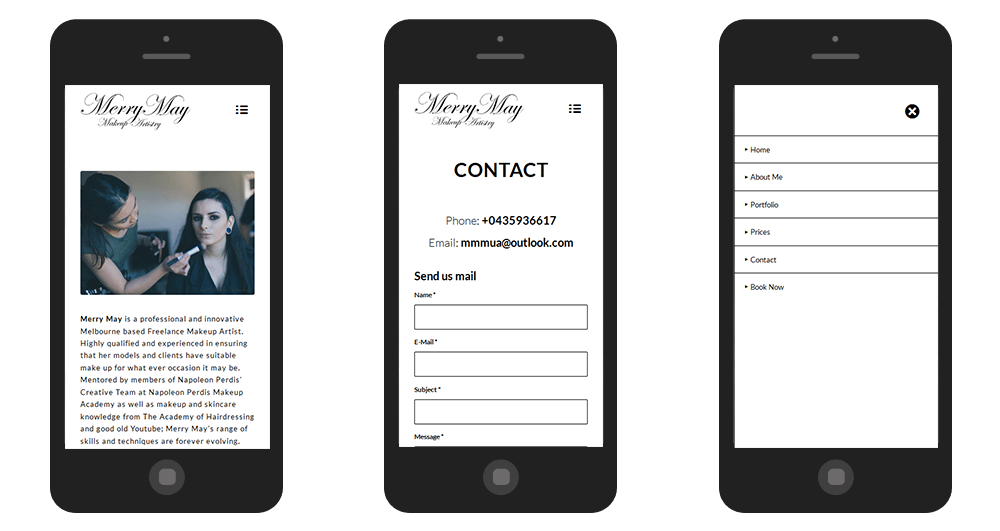 Merry May
Makeup Artistry
Merry May is a professional and innovative
Melbourne based Freelance Makeup Artist.
Highly qualified and experienced in ensuring
that her models and clients have suitable
make up for what ever occasion it may be.
Mentored by members of Napoleon Perdis'
Creative Team at Napoleon Perdis Makeup
Academy as well as makeup and skincare
knowledge from The Academy of Hairdressing
and good old Youtube; Merry May's range of
skills and techniques are forever evolving.
Merry May
Makeup Artistry
CONTACT
Phone: +0435936617
Email: mmmua@outlook.com
Send us mail
Name*
E-Mail*
Subject*
Message*
Home
About Me
Portfolio
Prices
Contact
Book Now